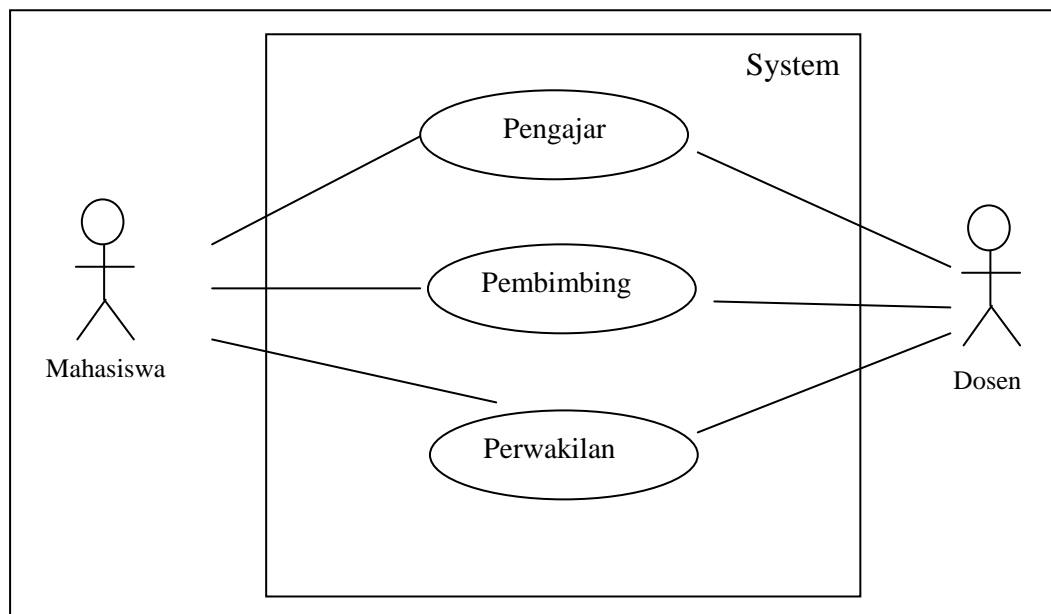 System
Pengajar
Pembimbing
Mahasiswa
Dosen
Perwakilan